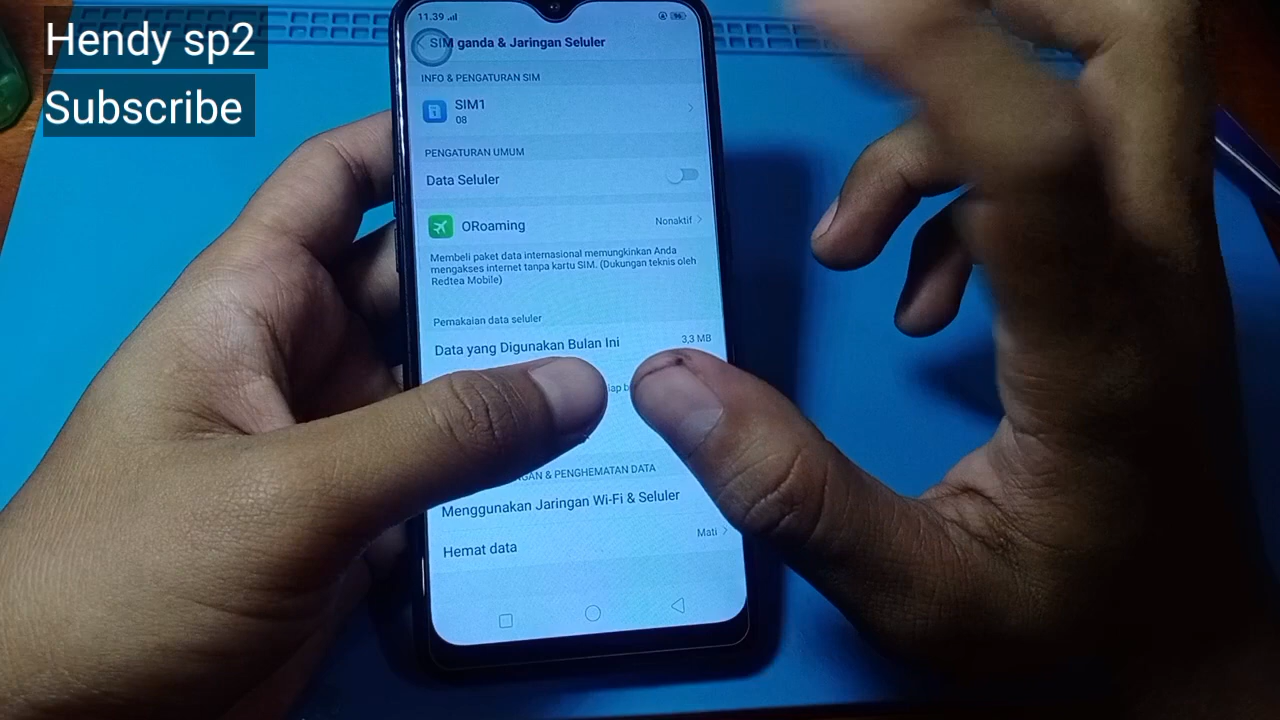 Hendy sp2
Subscribe
11.39
SIM ganda & Jaringan Seluler
INFO & PENGATURAN SIM
SIM1
08
PENGATURAN UMUM
Data Seluler
ORoaming
Nonaktif
Membeli paket data internasional memungkinkan Anda
mengakses internet tanpa kartu SIM. (Dukungan teknis oleh
Redtea Mobile)
Pemakaian data seluler
Data yang Digunakan Bulan Ini
3,3 MB
& PENGHEMATAN DATA
Menggunakan Jaringan Wi-Fi & Seluler
Hemat data
Mati